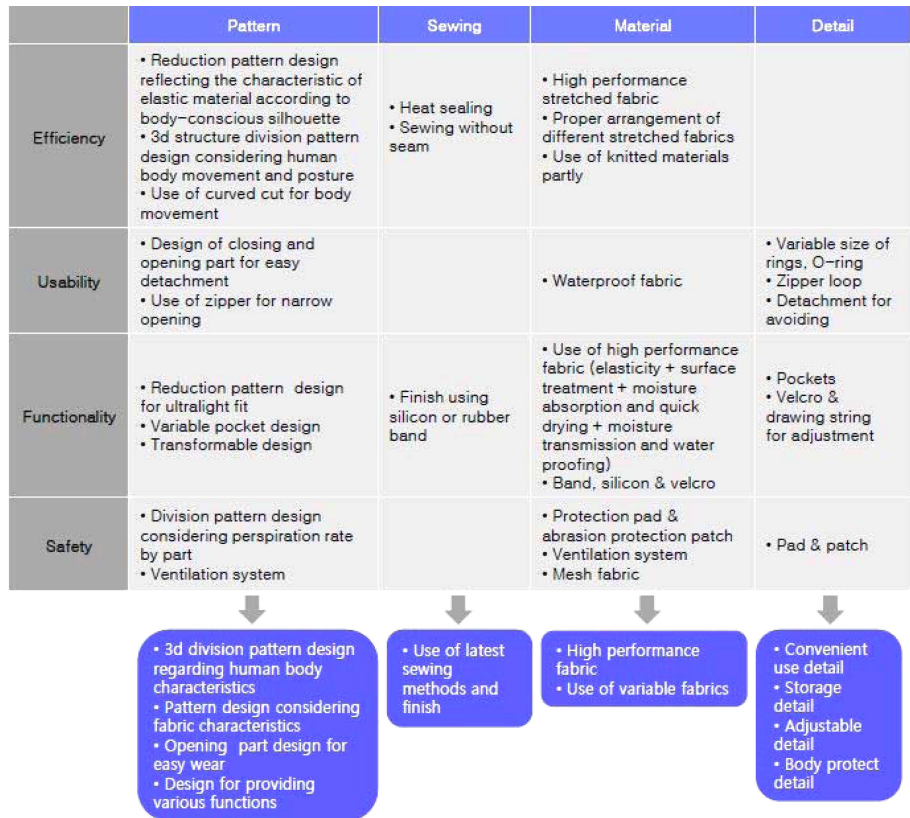 Pattern
Sewing
Material
Detail
Efficiency
• Reduction pattern design
reflecting the characteristic of
elastic material according to
body-conscious silhouette
• 3d structure division pattern
design considering human
body movement and posture
• Use of curved cut for body
movement
• Heat sealing
• Sewing without
seam
• High performance
stretched fabric
• Proper arrangement of
different stretched fabrics
• Use of knitted materials
partly
Usability
• Design of closing and
opening part for easy
detachment
• Use of zipper for narrow
opening
• Waterproof fabric
• Variable size of
rings, O-ring
• Zipper loop
• Detachment for
avoiding
Functionality
• Reduction pattern design
for ultralight fit
• Variable pocket design
• Transformable design
• Finish using
silicon or rubber
band
• Use of high performance
fabric (elasticity + surface
treatment + moisture
absorption and quick
drying + moisture
transmission and water
proofing)
• Band, silicon & velcro
• Pockets
• Velcro &
drawing string
for adjustment
Safety
• Division pattern design
considering perspiration rate
by part
• Ventilation system
• Protection pad &
abrasion protection patch
• Ventilation system
• Mesh fabric
• Pad & patch
• 3d division pattern design
regarding human body
characteristics
• Pattern design considering
fabric characteristics
• Opening part design for
easy wear
• Design for providing
various functions
• Use of latest
sewing
methods and
finish
• High performance
fabric
• Use of variable fabrics
• Convenient
use detail
• Storage
detail
• Adjustable
detail
• Body protect
detail